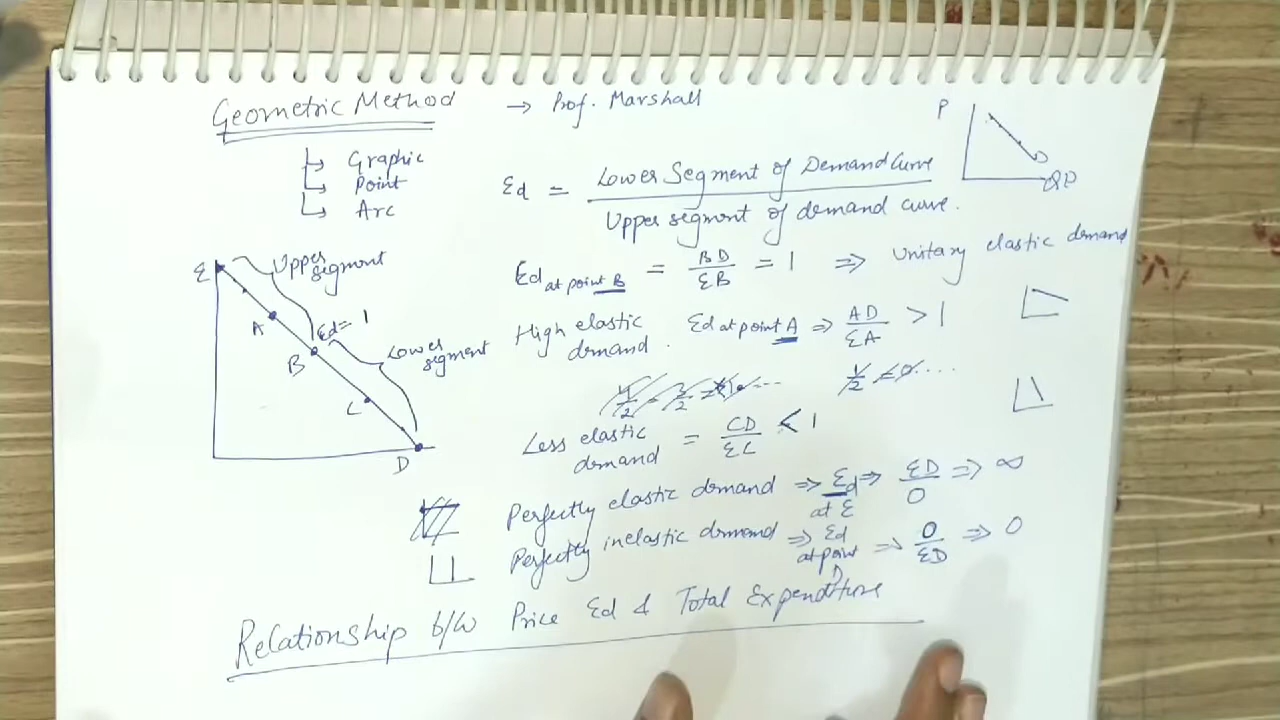 Geometric Method → Prof. Marshall
P
QD
D
Graphic
Point
Arc
Ed = Lower Segment of Demand Curve
Upper segment of demand curve.
E
Upper segment
A
Ed = 1
B
Lower segment
C
D
Ed at point B = BD/EB = 1 ⇒ Unitary elastic demand
High elastic demand. Ed at point A ⇒ AD/EA > 1
Less elastic demand = CD/EC < 1
Perfectly elastic demand ⇒ Ed at E ⇒ ED/0 ⇒ ∞
Perfectly inelastic demand ⇒ Ed at point D ⇒ 0/ED ⇒ 0
Relationship b/w Price Ed & Total Expenditure